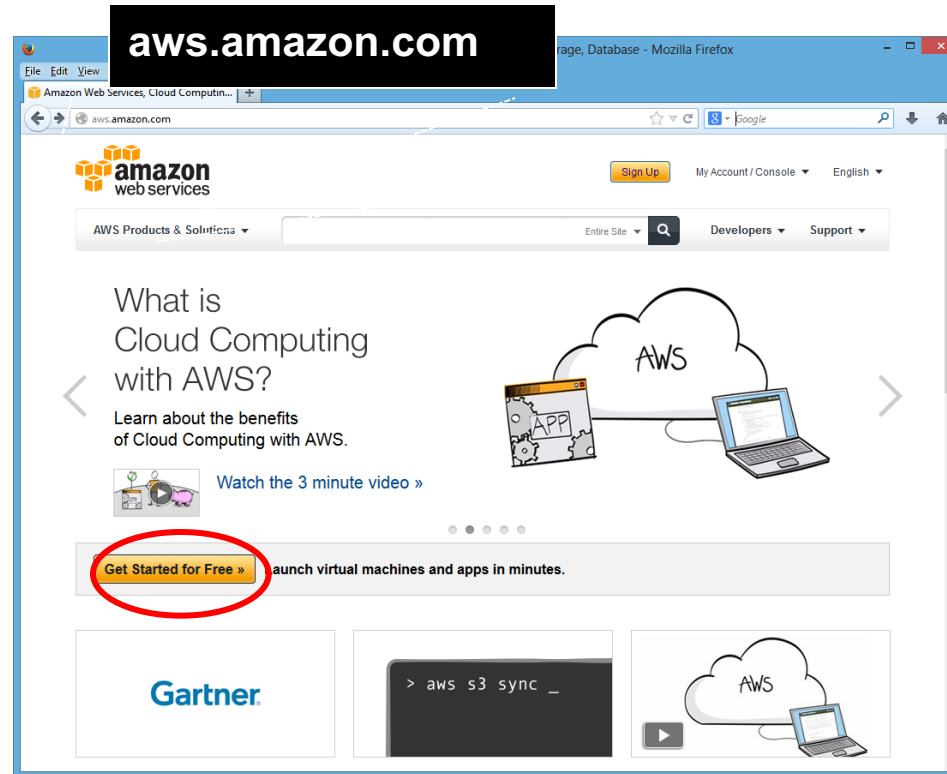 aws.amazon.com
rage, Database - Mozilla Firefox
File Edit View
Amazon Web Services, Cloud Computin... +
aws.amazon.com
Google
amazon
web services
Sign Up
My Account / Console
English
AWS Products & Solutions
Entire Site
Developers
Support
What is
Cloud Computing
with AWS?
Learn about the benefits
of Cloud Computing with AWS.
Watch the 3 minute video »
AWS
APP
Get Started for Free »
aunch virtual machines and apps in minutes.
Gartner.
> aws s3 sync _
AWS